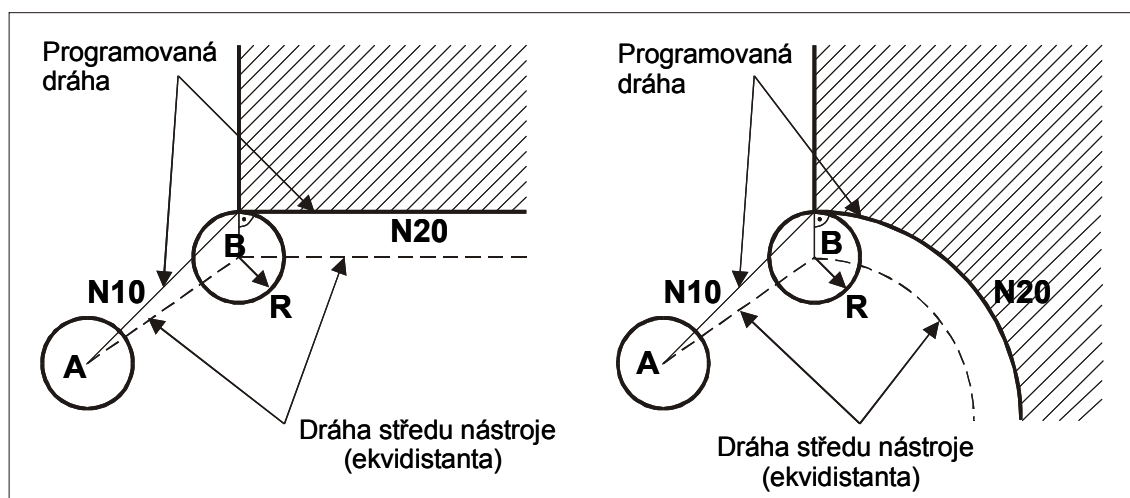 Programovaná
dráha
B
N20
N10
R
A
Dráha středu nástroje
(ekvidistanta)
Programovaná
dráha
B
N10
N20
R
A
Dráha středu nástroje
(ekvidistanta)